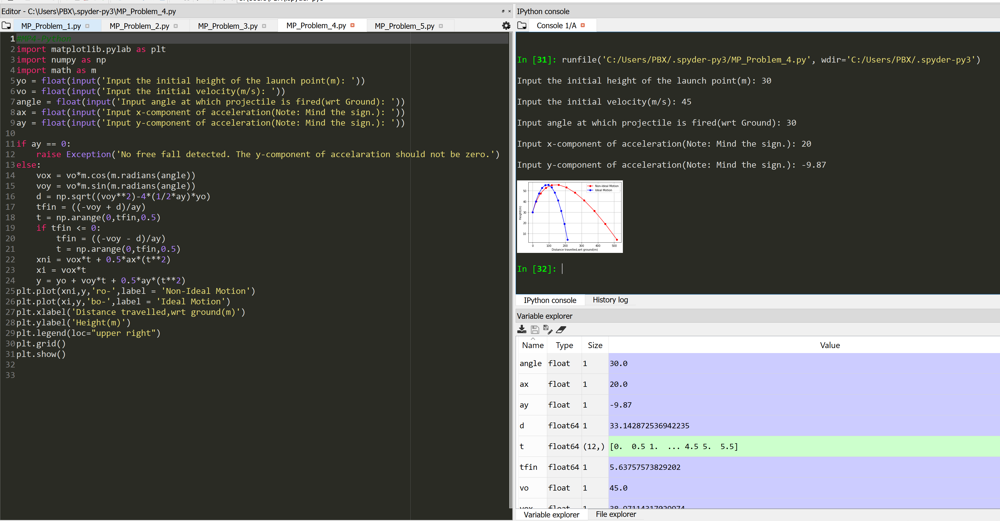 Editor - C:\Users\PBX\.spyder-py3\MP_Problem_4.py
MP_Problem_1.py
MP_Problem_2.py
MP_Problem_3.py
MP_Problem_4.py
MP_Problem_5.py
1 #MP4-Python
2 import matplotlib.pylab as plt
3 import numpy as np
4 import math as m
5 yo = float(input('Input the initial height of the launch point(m): '))
6 vo = float(input('Input the initial velocity(m/s): '))
7 angle = float(input('Input angle at which projectile is fired(wrt Ground): '))
8 ax = float(input('Input x-component of acceleration(Note: Mind the sign.): '))
9 ay = float(input('Input y-component of acceleration(Note: Mind the sign.): '))
10
11 if ay == 0:
12     raise Exception('No free fall detected. The y-component of accelaration should not be zero.')
13 else:
14     vox = vo*m.cos(m.radians(angle))
15     voy = vo*m.sin(m.radians(angle))
16     d = np.sqrt((voy**2)-4*(1/2*ay)*yo)
17     tfin = ((-voy + d)/ay)
18     t = np.arange(0,tfin,0.5)
19     if tfin <= 0:
20         tfin = ((-voy - d)/ay)
21         t = np.arange(0,tfin,0.5)
22     xni = vox*t + 0.5*ax*(t**2)
23     xi = vox*t
24     y = yo + voy*t + 0.5*ay*(t**2)
25 plt.plot(xni,y,'ro-',label = 'Non-Ideal Motion')
26 plt.plot(xi,y,'bo-',label = 'Ideal Motion')
27 plt.xlabel('Distance travelled,wrt ground(m)')
28 plt.ylabel('Height(m)')
29 plt.legend(loc="upper right")
30 plt.grid()
31 plt.show()
32
33
IPython console
Console 1/A
In [31]: runfile('C:/Users/PBX/.spyder-py3/MP_Problem_4.py', wdir='C:/Users/PBX/.spyder-py3')
Input the initial height of the launch point(m): 30
Input the initial velocity(m/s): 45
Input angle at which projectile is fired(wrt Ground): 30
Input x-component of acceleration(Note: Mind the sign.): 20
Input y-component of acceleration(Note: Mind the sign.): -9.87
Non-Ideal Motion
Ideal Motion
50
40
30
20
10
Height(m)
0 100 200 300 400 500
Distance travelled,wrt ground(m)
In [32]:
IPython console
History log
Variable explorer
Name Type Size Value
angle float 1 30.0
ax float 1 20.0
ay float 1 -9.87
d float64 1 33.142872536942235
t float64 (12,) [0. 0.5 1. ... 4.5 5. 5.5]
tfin float64 1 5.63757573829202
vo float 1 45.0
vox float 1 38.97114317029974
Variable explorer
File explorer